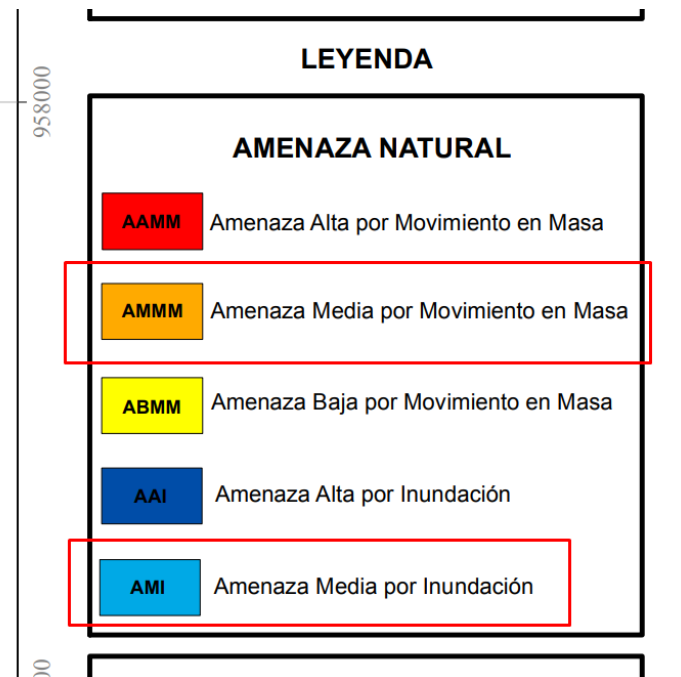 LEYENDA
958000
AMENAZA NATURAL
AAMM Amenaza Alta por Movimiento en Masa
AMMM Amenaza Media por Movimiento en Masa
ABMM Amenaza Baja por Movimiento en Masa
AAI Amenaza Alta por Inundación
AMI Amenaza Media por Inundación